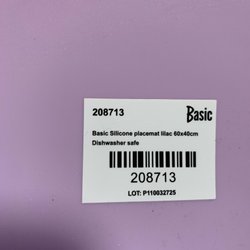 208713 Basic
Basic Silicone placemat lilac 60x40cm
Dishwasher safe
208713
LOT: P110032725